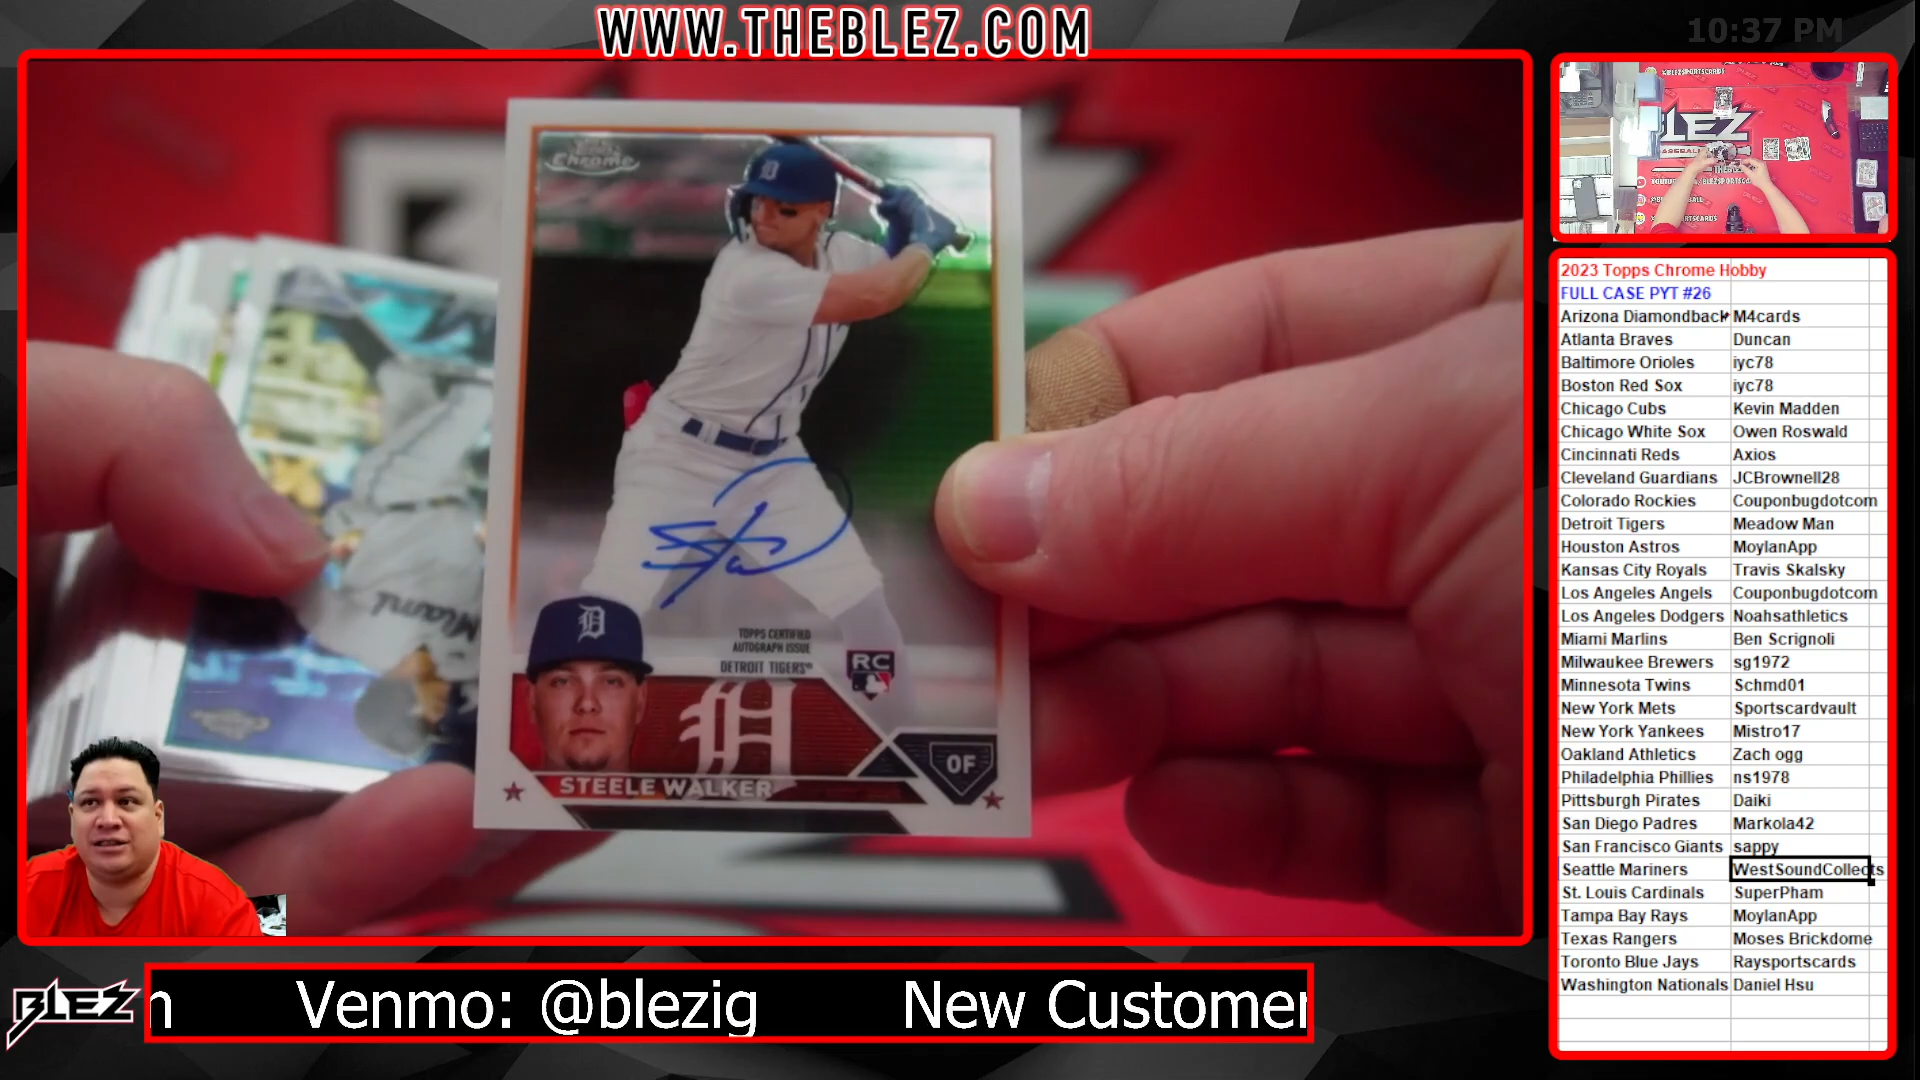 WWW.THEBLEZ.COM
10:37 PM
Topps
Chrome
TOPPS CERTIFIED
AUTOGRAPH ISSUE
DETROIT TIGERS
RC
OF
STEELE WALKER
Miami
BLEZ
2023 Topps Chrome Hobby
FULL CASE PYT #26
Arizona Diamondback M4cards
Atlanta Braves Duncan
Baltimore Orioles iyc78
Boston Red Sox iyc78
Chicago Cubs Kevin Madden
Chicago White Sox Owen Roswald
Cincinnati Reds Axios
Cleveland Guardians JCBrownell28
Colorado Rockies Couponbugdotcom
Detroit Tigers Meadow Man
Houston Astros MoylanApp
Kansas City Royals Travis Skalsky
Los Angeles Angels Couponbugdotcom
Los Angeles Dodgers Noahsathletics
Miami Marlins Ben Scrignoli
Milwaukee Brewers sg1972
Minnesota Twins Schmd01
New York Mets Sportscardvault
New York Yankees Mistro17
Oakland Athletics Zach ogg
Philadelphia Phillies ns1978
Pittsburgh Pirates Daiki
San Diego Padres Markola42
San Francisco Giants sappy
Seattle Mariners WestSoundCollects
St. Louis Cardinals SuperPham
Tampa Bay Rays MoylanApp
Texas Rangers Moses Brickdome
Toronto Blue Jays Raysportscards
Washington Nationals Daniel Hsu
BLEZ
Venmo: @blezig New Customer